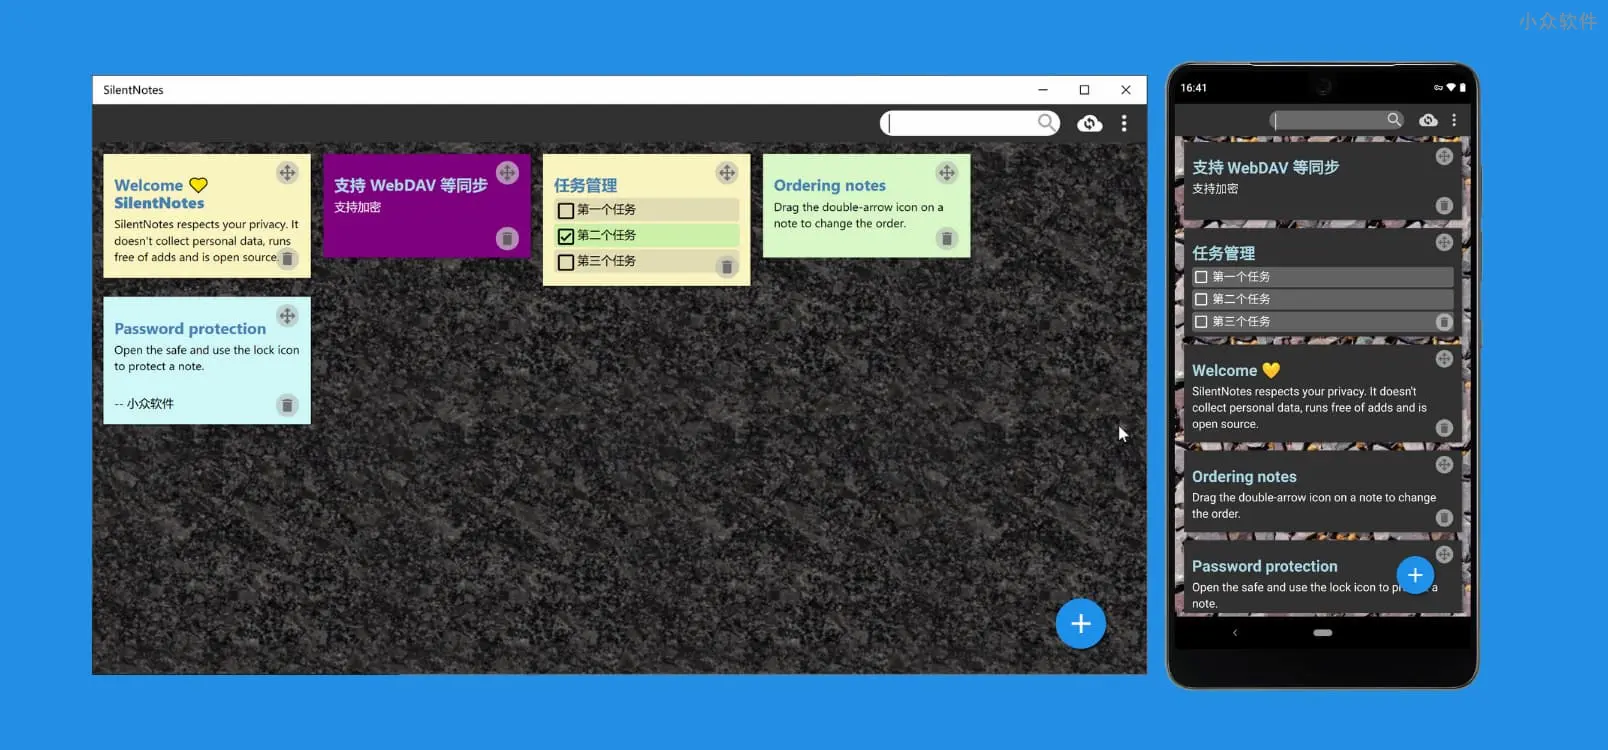 小众软件
SilentNotes
Welcome 💛
SilentNotes
SilentNotes respects your privacy. It
doesn't collect personal data, runs
free of adds and is open source.
支持 WebDAV 等同步
支持加密
任务管理
第一个任务
第二个任务
第三个任务
Ordering notes
Drag the double-arrow icon on a
note to change the order.
Password protection
Open the safe and use the lock icon
to protect a note.
-- 小众软件
16:41
支持 WebDAV 等同步
支持加密
任务管理
第一个任务
第二个任务
第三个任务
Welcome 💛
SilentNotes respects your privacy. It doesn't
collect personal data, runs free of adds and is
open source.
Ordering notes
Drag the double-arrow icon on a note to change
the order.
Password protection
Open the safe and use the lock icon to a
note.